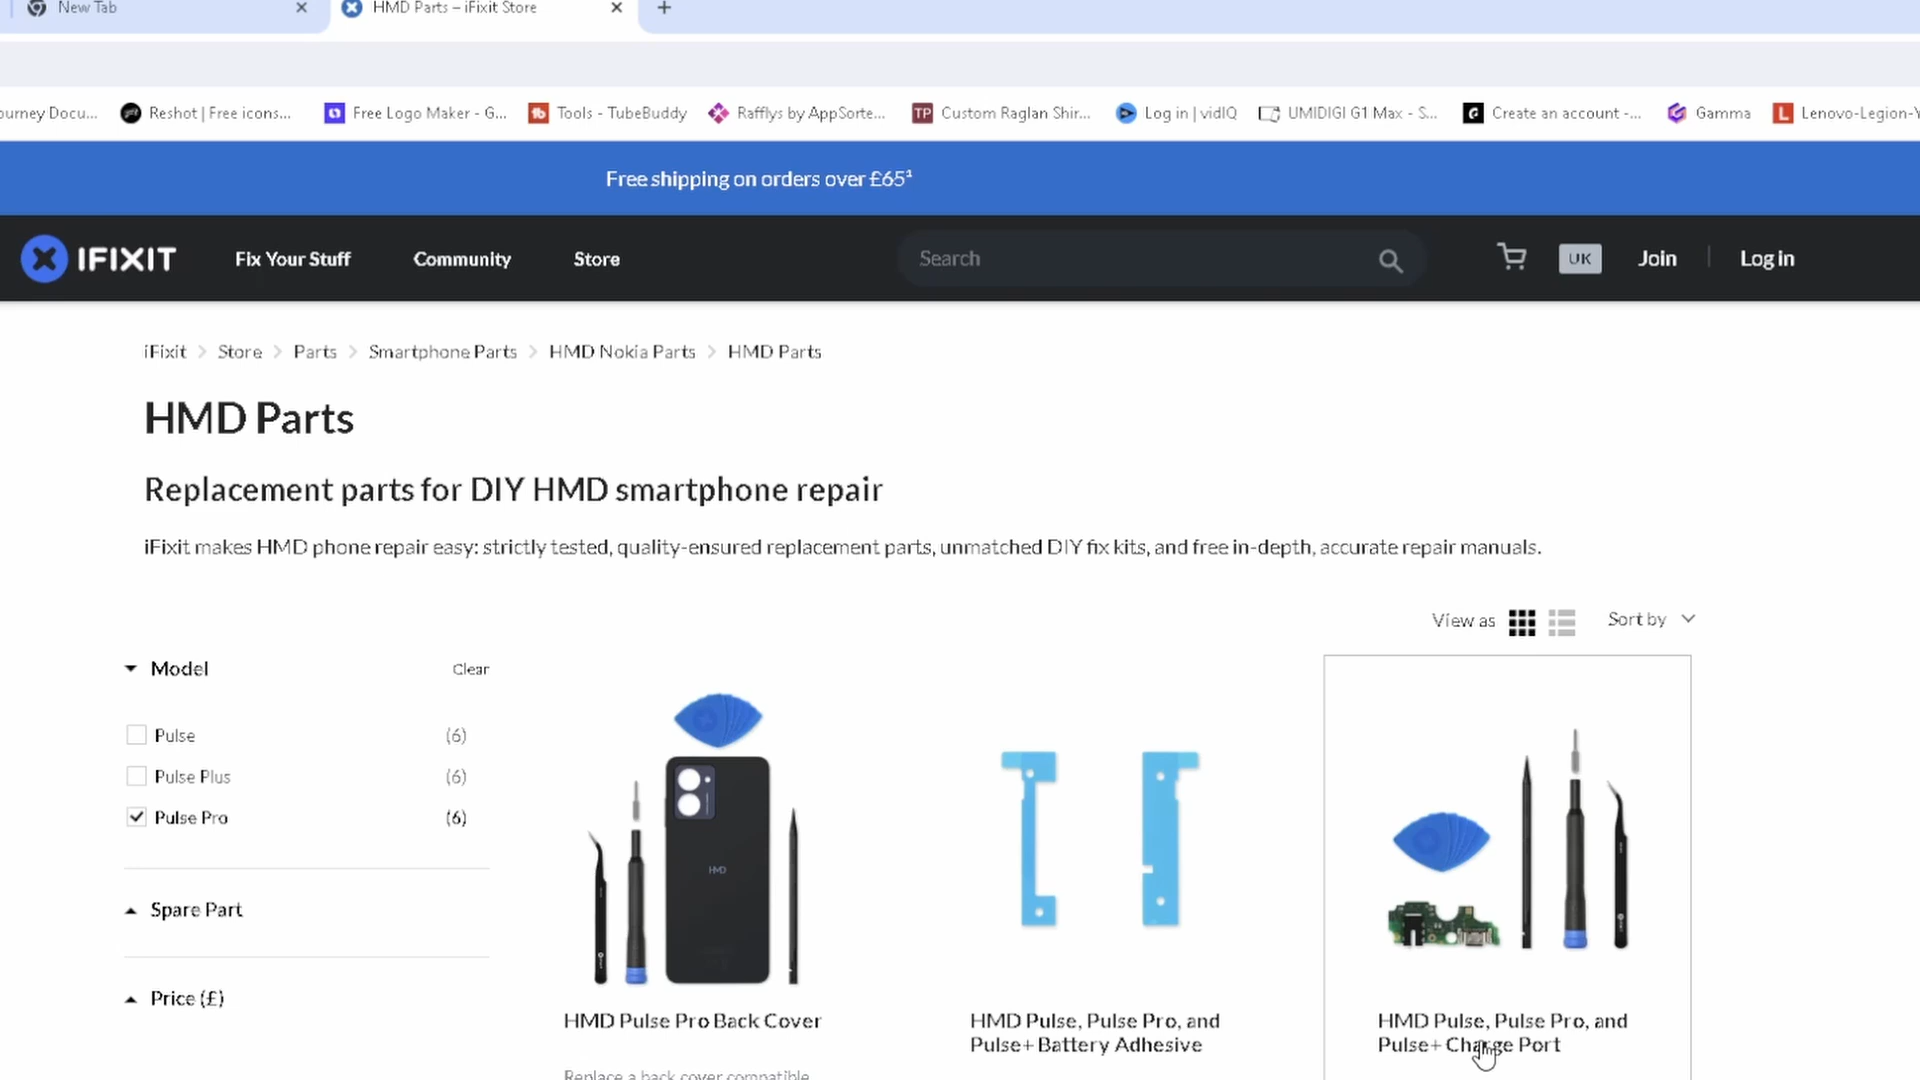 New Tab
HMD Parts – iFixit Store
ourney Docu...
Reshot | Free icons...
Free Logo Maker - G...
Tools - TubeBuddy
Rafflys by AppSorte...
TP
Custom Raglan Shir...
Log in | vidIQ
UMIDIGI G1 Max - S...
Create an account -...
Gamma
L
Lenovo-Legion-Y
Free shipping on orders over £65¹
IFIXIT
Fix Your Stuff
Community
Store
Search
UK
Join
Log in
iFixit > Store > Parts > Smartphone Parts > HMD Nokia Parts > HMD Parts
HMD Parts
Replacement parts for DIY HMD smartphone repair
iFixit makes HMD phone repair easy: strictly tested, quality-ensured replacement parts, unmatched DIY fix kits, and free in-depth, accurate repair manuals.
View as
Sort by
Model
Clear
Pulse (6)
Pulse Plus (6)
Pulse Pro (6)
Spare Part
Price (£)
HMD
HMD Pulse Pro Back Cover
Replace a back cover compatible
HMD Pulse, Pulse Pro, and
Pulse+ Battery Adhesive
HMD Pulse, Pulse Pro, and
Pulse+ Charge Port